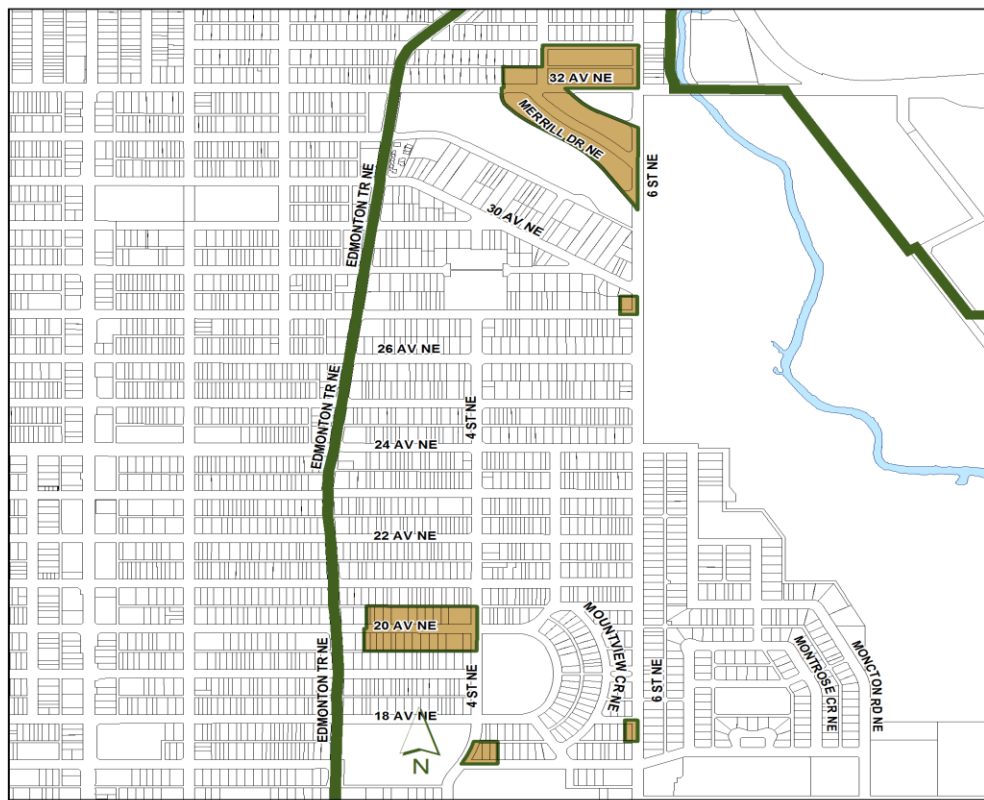 32 AV NE
MERRILL DR NE
6 ST NE
EDMONTON TR NE
30 AV NE
26 AV NE
EDMONTON TR NE
4 ST NE
24 AV NE
22 AV NE
20 AV NE
MOUNTVIEW CR NE
EDMONTON TR NE
4 ST NE
6 ST NE
MONTROSE CR NE
MONCTON RD NE
18 AV NE
N